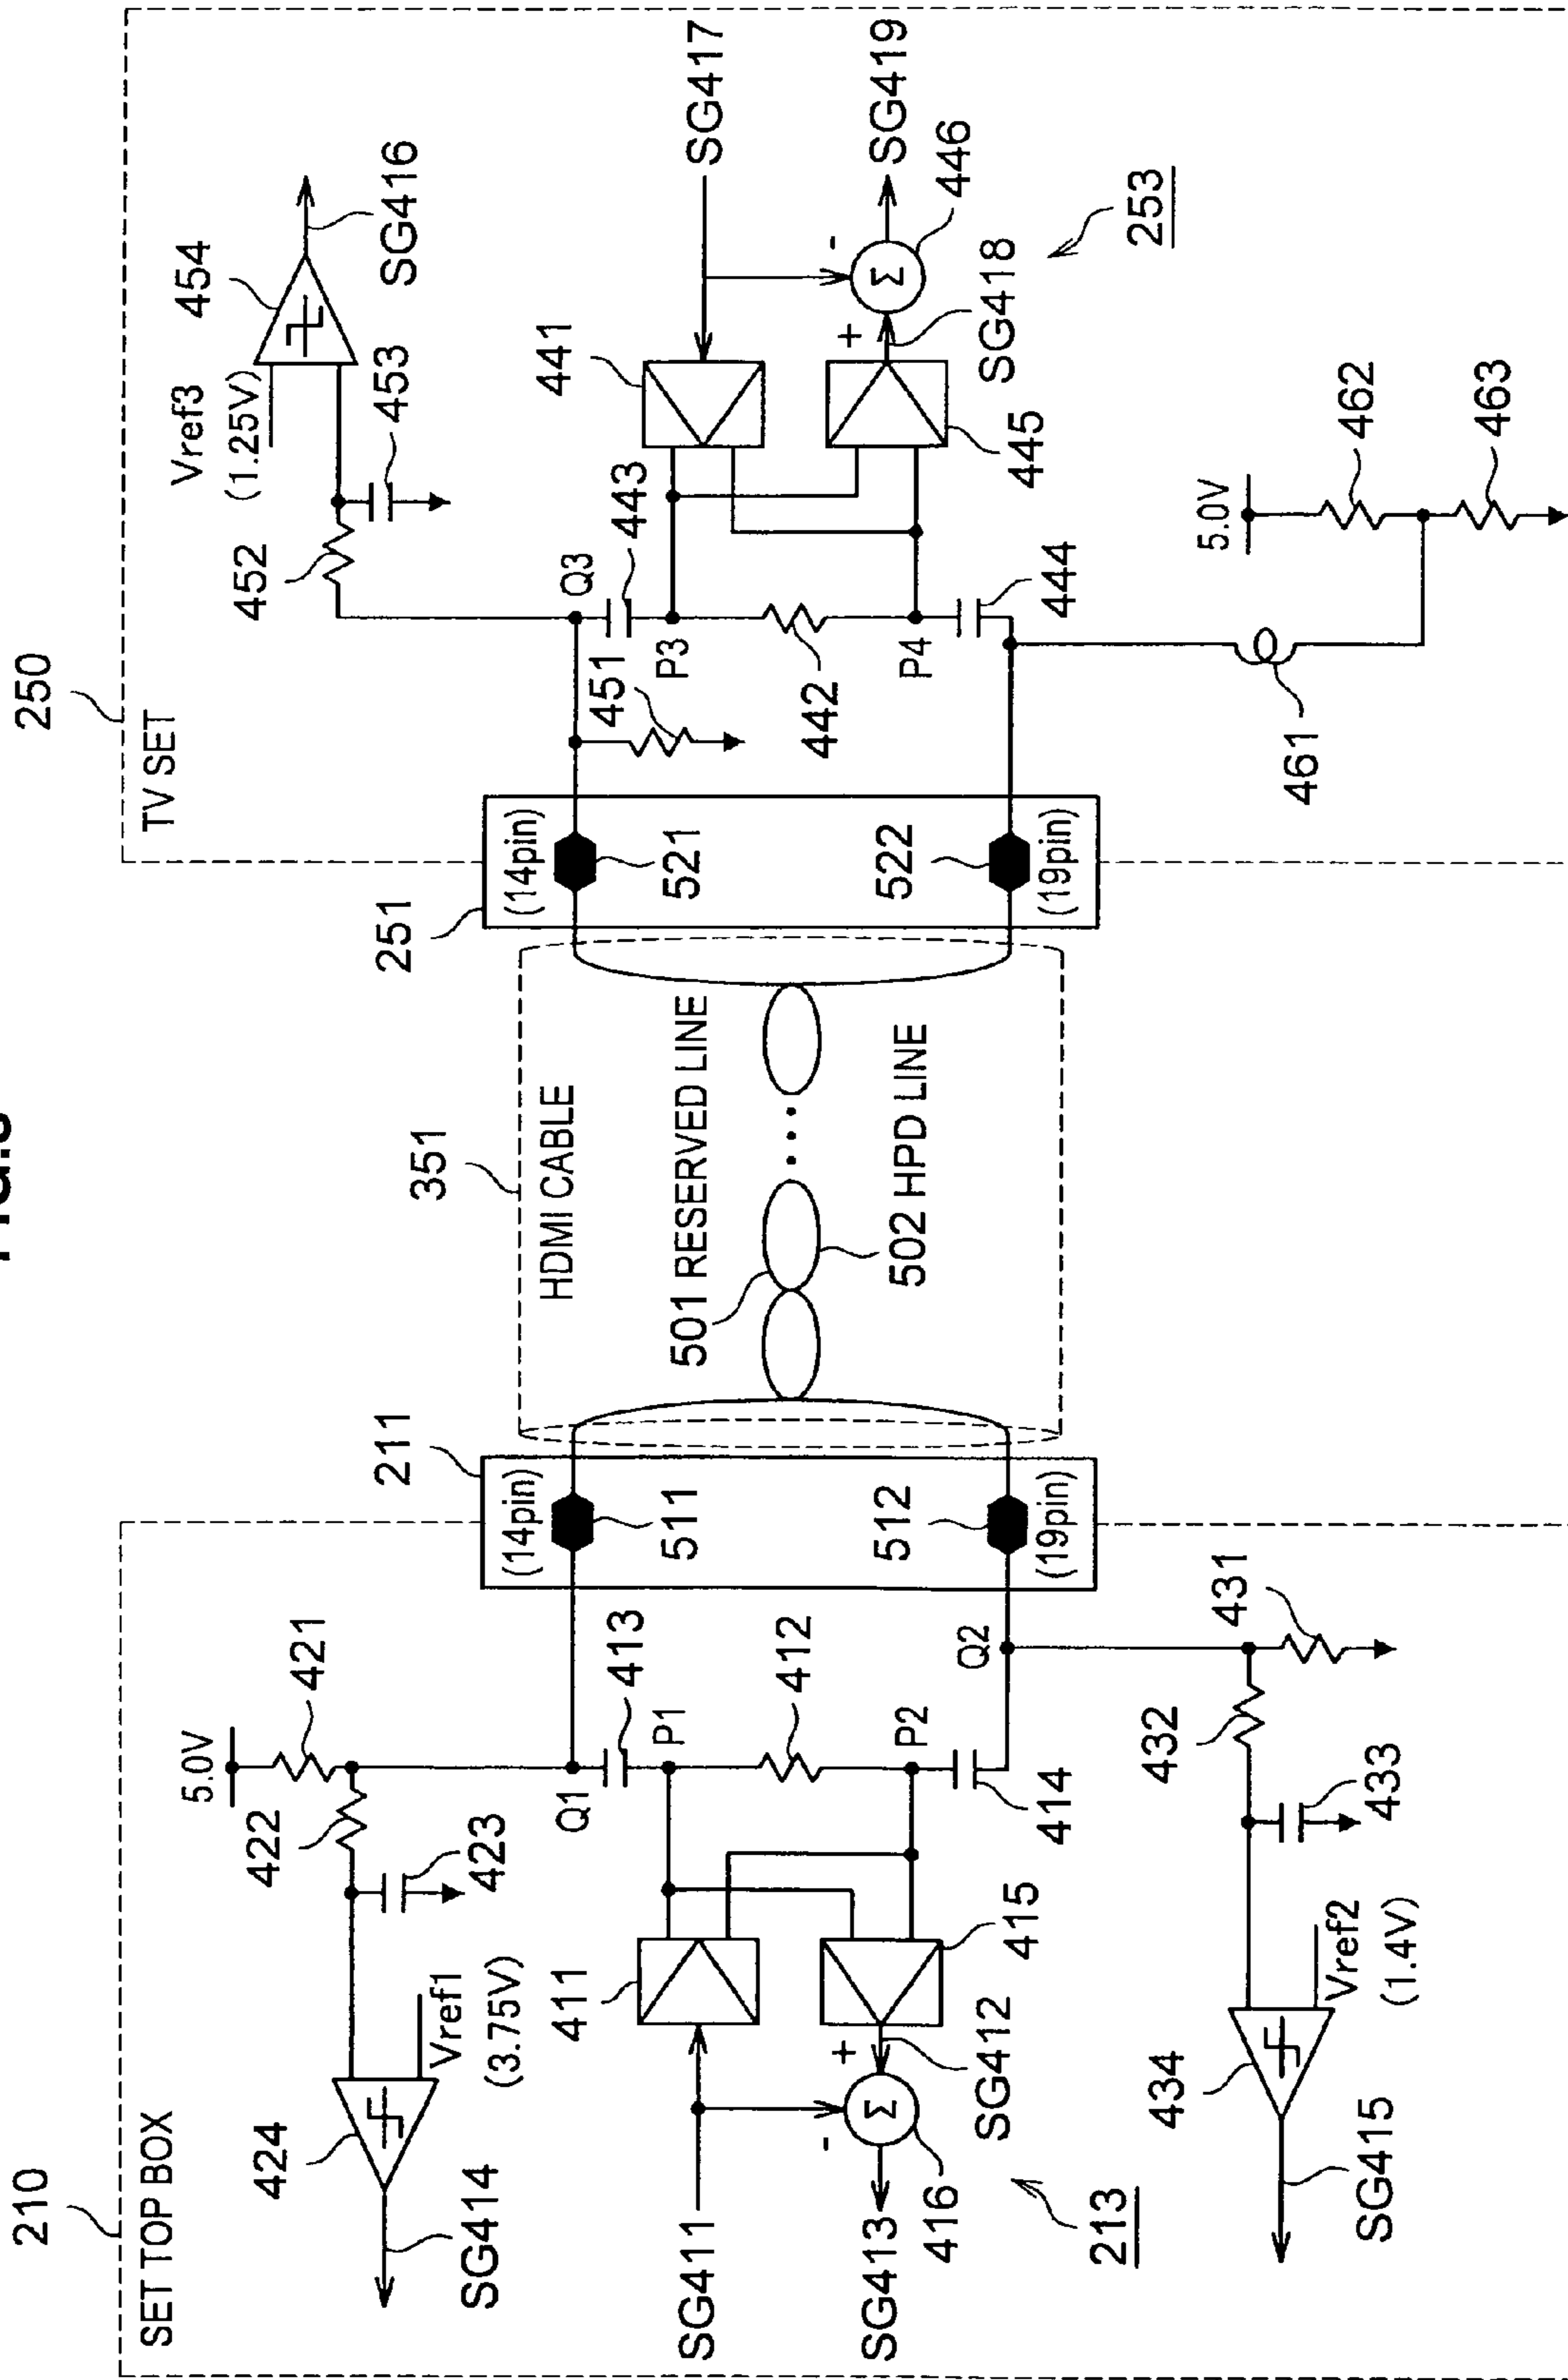 210
SET TOP BOX
5.0V
421
422
423
424
Vref1
(3.75V)
SG414
Q1
413
P1
411
412
SG411
415
P2
SG412
+
-
Σ
SG413
416
414
Q2
213
432
431
433
434
Vref2
(1.4V)
SG415
211
(14pin)
511
512
(19pin)
351
HDMI CABLE
501 RESERVED LINE
502 HPD LINE
250
TV SET
251
(14pin)
521
522
(19pin)
452
Vref3
(1.25V)
453
454
SG416
Q3
443
451
P3
441
SG417
442
P4
445
+
-
Σ
SG418
SG419
446
444
253
5.0V
461
462
463